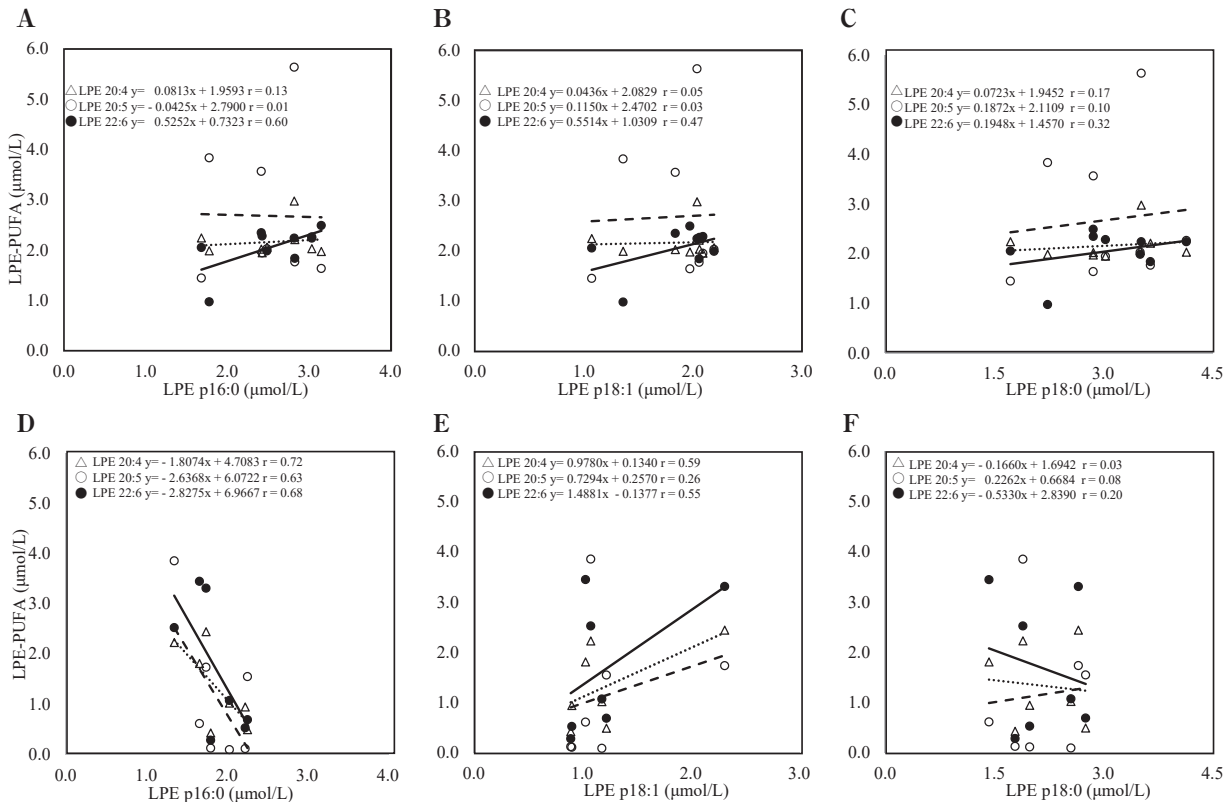 A
B
C
6.0
5.0
4.0
3.0
2.0
1.0
0.0
LPE-PUFA (μmol/L)
LPE 20:4 y= 0.0813x + 1.9593 r = 0.13
LPE 20:5 y= - 0.0425x + 2.7900 r = 0.01
LPE 22:6 y= 0.5252x + 0.7323 r = 0.60
0.0 1.0 2.0 3.0 4.0
LPE p16:0 (μmol/L)
6.0
5.0
4.0
3.0
2.0
1.0
0.0
LPE 20:4 y= 0.0436x + 2.0829 r = 0.05
LPE 20:5 y= 0.1150x + 2.4702 r = 0.03
LPE 22:6 y= 0.5514x + 1.0309 r = 0.47
0.0 1.0 2.0 3.0
LPE p18:1 (μmol/L)
6.0
5.0
4.0
3.0
2.0
1.0
0.0
LPE 20:4 y= 0.0723x + 1.9452 r = 0.17
LPE 20:5 y= 0.1872x + 2.1109 r = 0.10
LPE 22:6 y= 0.1948x + 1.4570 r = 0.32
0.0 1.5 3.0 4.5
LPE p18:0 (μmol/L)
D
E
F
6.0
5.0
4.0
3.0
2.0
1.0
0.0
LPE-PUFA (μmol/L)
LPE 20:4 y= - 1.8074x + 4.7083 r = 0.72
LPE 20:5 y= - 2.6368x + 6.0722 r = 0.63
LPE 22:6 y= - 2.8275x + 6.9667 r = 0.68
0.0 1.0 2.0 3.0 4.0
LPE p16:0 (μmol/L)
6.0
5.0
4.0
3.0
2.0
1.0
0.0
LPE 20:4 y= 0.9780x + 0.1340 r = 0.59
LPE 20:5 y= 0.7294x + 0.2570 r = 0.26
LPE 22:6 y= 1.4881x - 0.1377 r = 0.55
0.0 1.0 2.0 3.0
LPE p18:1 (μmol/L)
6.0
5.0
4.0
3.0
2.0
1.0
0.0
LPE 20:4 y= - 0.1660x + 1.6942 r = 0.03
LPE 20:5 y= 0.2262x + 0.6684 r = 0.08
LPE 22:6 y= - 0.5330x + 2.8390 r = 0.20
0.0 1.5 3.0 4.5
LPE p18:0 (μmol/L)